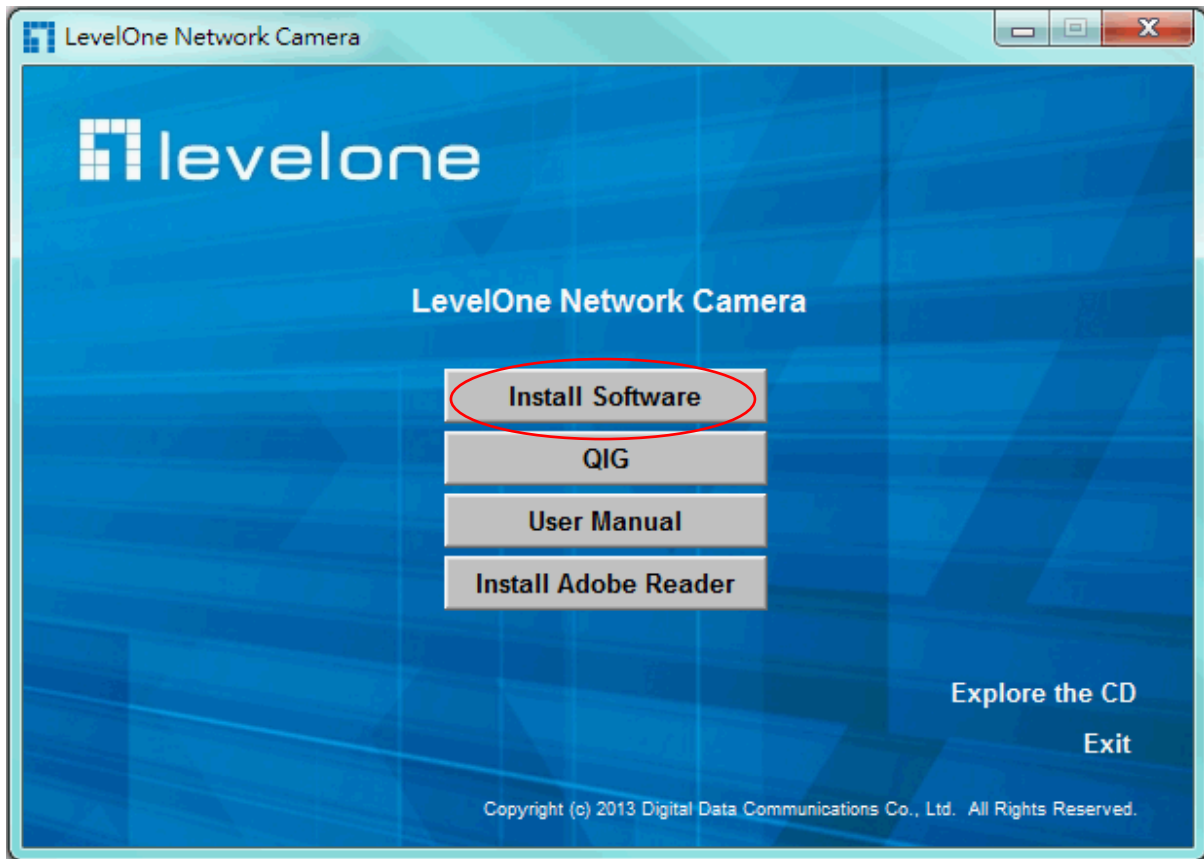 LevelOne Network Camera
levelone
LevelOne Network Camera
Install Software
QIG
User Manual
Install Adobe Reader
Explore the CD
Exit
Copyright (c) 2013 Digital Data Communications Co., Ltd. All Rights Reserved.